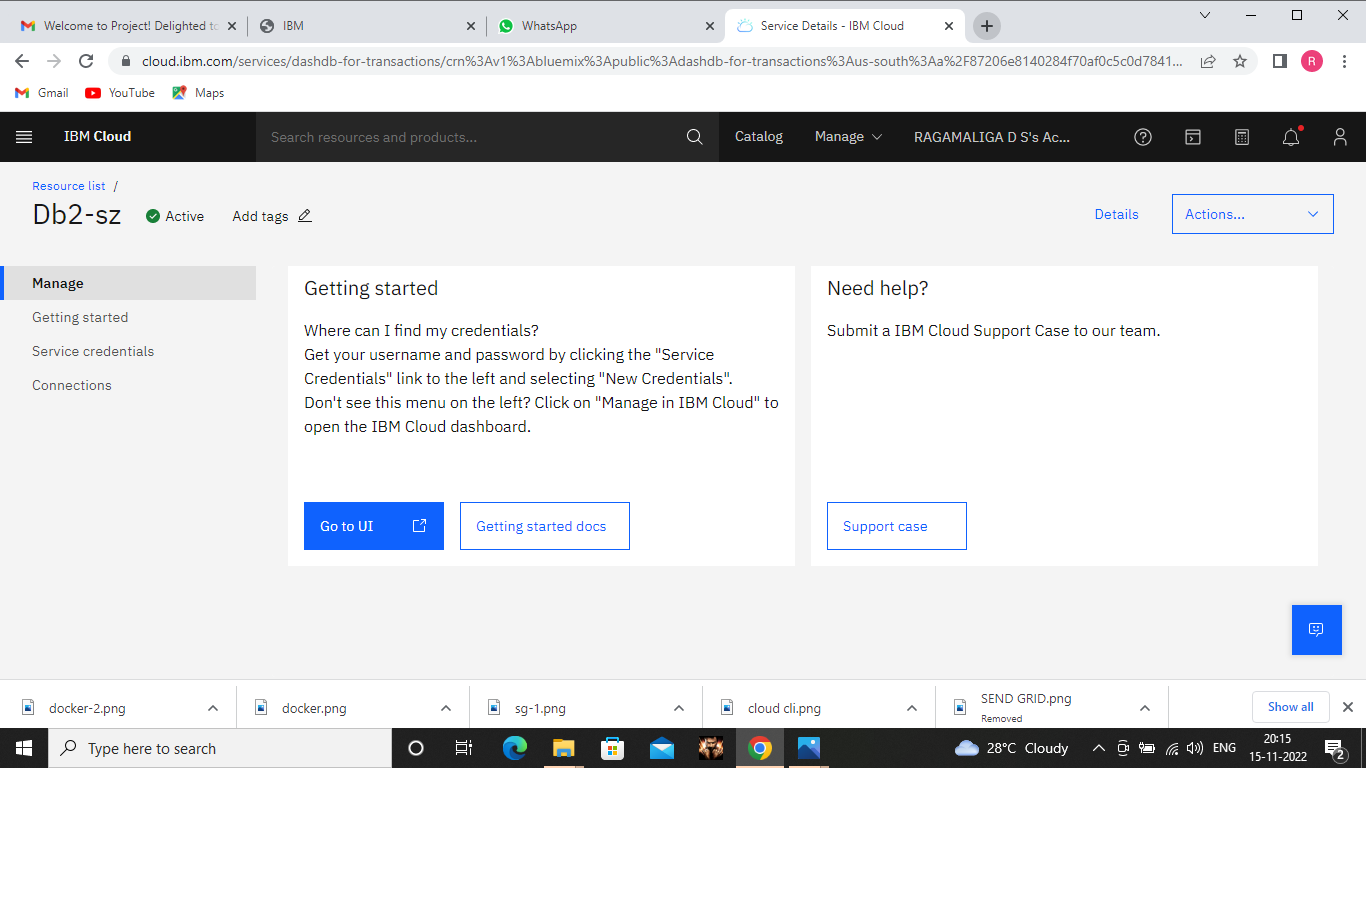 Welcome to Project! Delighted to
IBM
WhatsApp
Service Details - IBM Cloud
cloud.ibm.com/services/dashdb-for-transactions/crn%3Av1%3Abluemix%3Apublic%3Adashdb-for-transactions%3Aus-south%3Aa%2F87206e8140284f70af0c5c0d7841...
R
Gmail
YouTube
Maps
IBM Cloud
Search resources and products...
Catalog
Manage
RAGAMALIGA D S's Ac...
Resource list /
Db2-sz
Active
Add tags
Details
Actions...
Manage
Getting started
Service credentials
Connections
Getting started
Where can I find my credentials?
Get your username and password by clicking the "Service
Credentials" link to the left and selecting "New Credentials".
Don't see this menu on the left? Click on "Manage in IBM Cloud" to
open the IBM Cloud dashboard.
Go to UI
Getting started docs
Need help?
Submit a IBM Cloud Support Case to our team.
Support case
docker-2.png
docker.png
sg-1.png
cloud cli.png
SEND GRID.png
Removed
Show all
Type here to search
28°C Cloudy
ENG
20:15
15-11-2022
2